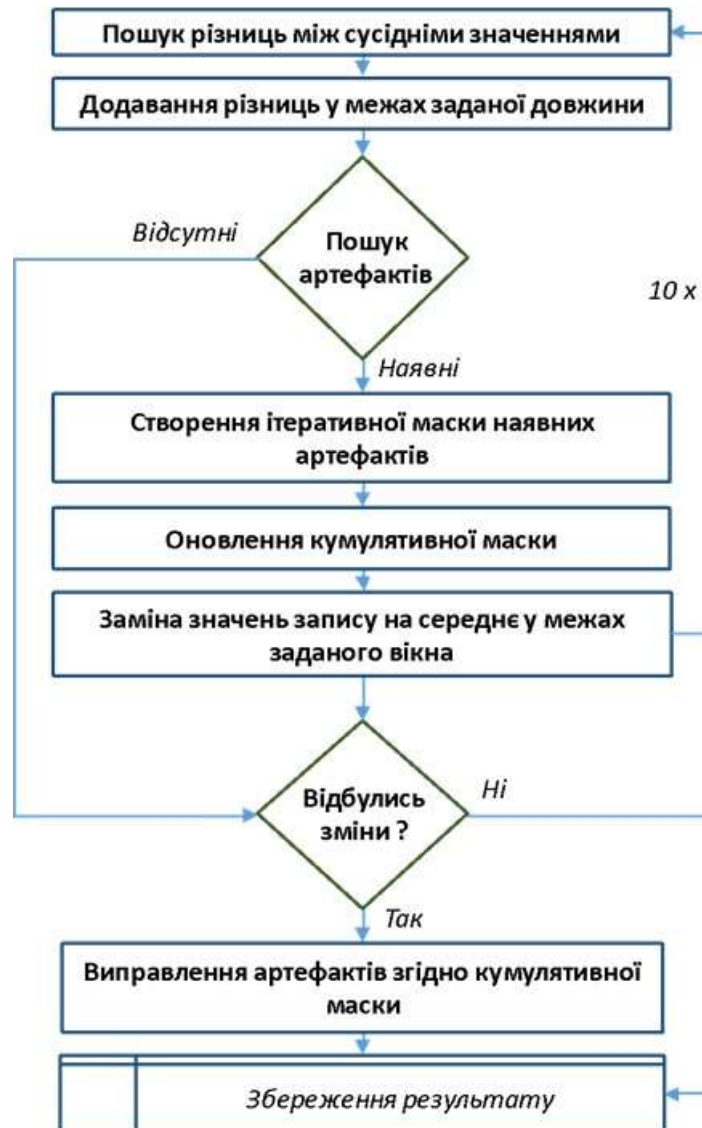 Пошук різниць між сусідніми значеннями
Додавання різниць у межах заданої довжини
Відсутні
Пошук
артефактів
10 x
Наявні
Створення ітеративної маски наявних
артефактів
Оновлення кумулятивної маски
Заміна значень запису на середнє у межах
заданого вікна
Відбулись
зміни ?
Ні
Так
Виправлення артефактів згідно кумулятивної
маски
Збереження результату